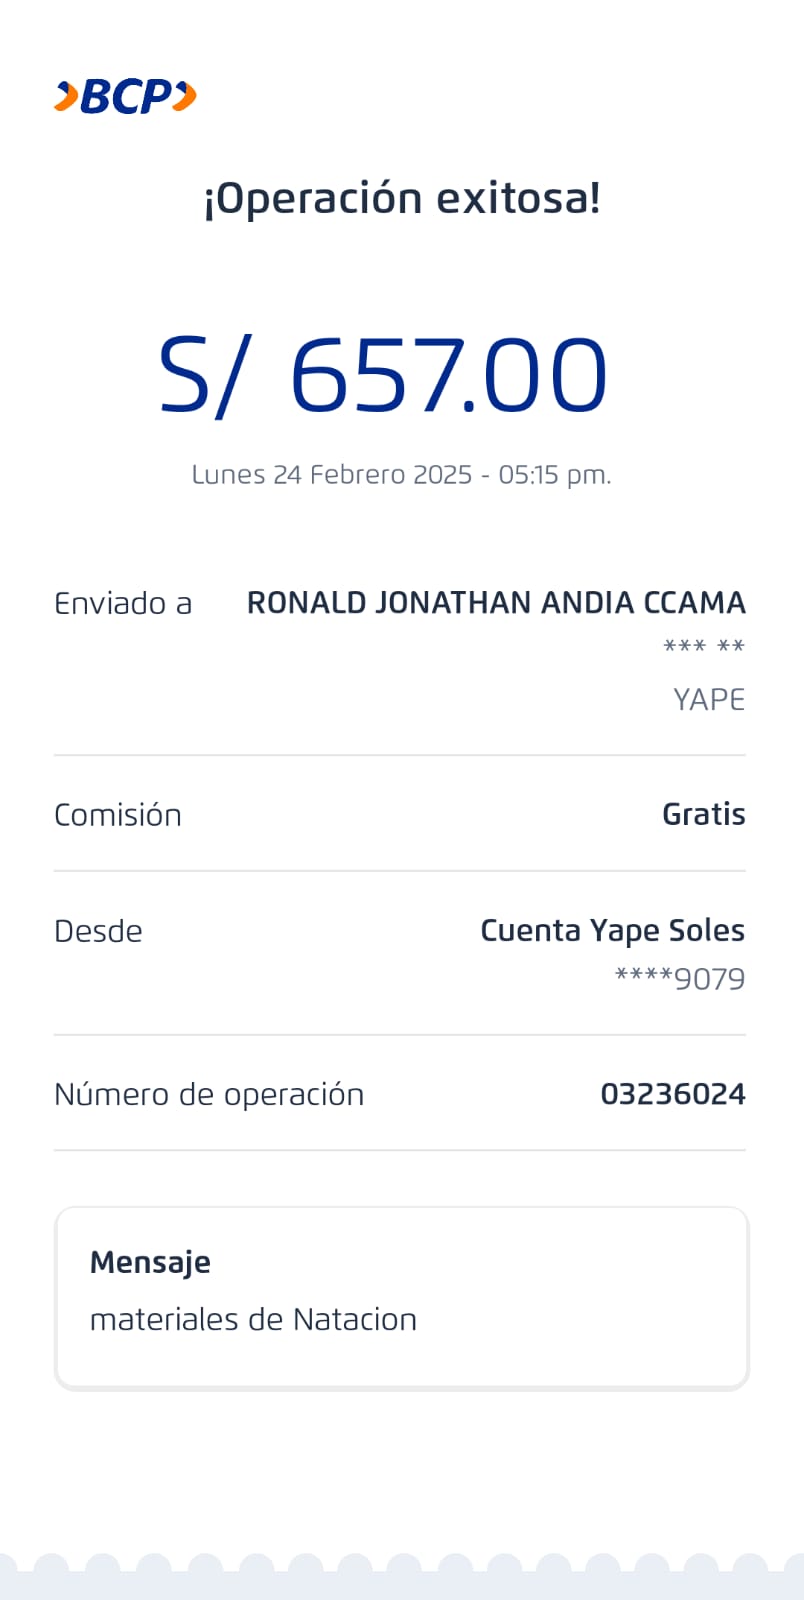 BCP
¡Operación exitosa!
S/ 657.00
Lunes 24 Febrero 2025 - 05:15 pm.
Enviado a RONALD JONATHAN ANDIA CCAMA
*** **
YAPE
Comisión Gratis
Desde Cuenta Yape Soles
****9079
Número de operación 03236024
Mensaje
materiales de Natacion